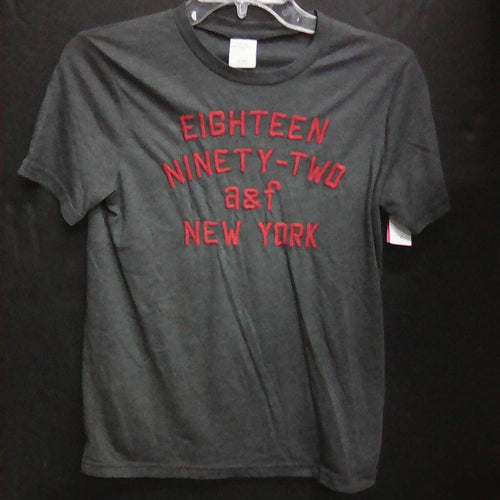 EIGHTEEN
NINETY-TWO
a&f
NEW YORK